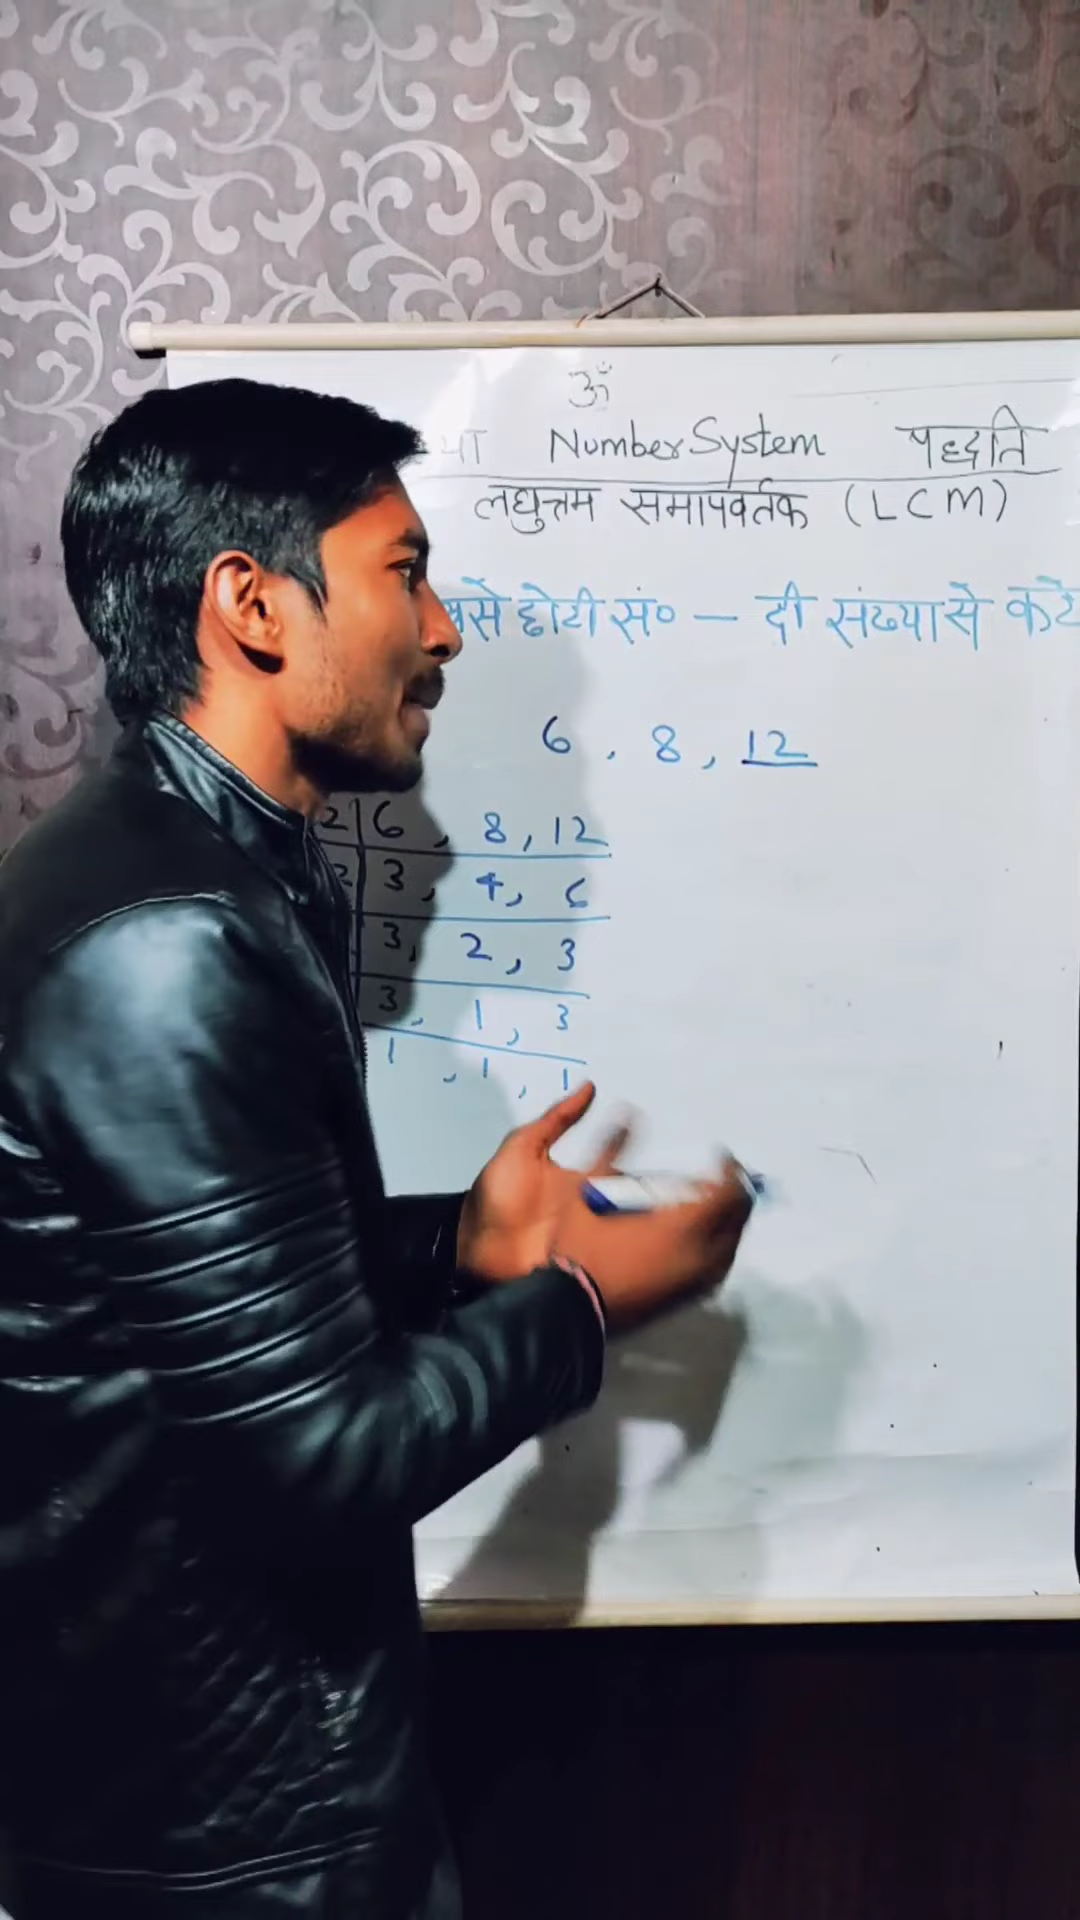 ॐ
Number System पद्धति
लघुत्तम समापवर्तक (LCM)
छोटी सं० – दी संख्या से कटे
6 , 8 , 12
2 6 , 8 , 12
2 3 , 4 , 6
3 , 2 , 3
3 , 1 , 3
1 , 1 , 1